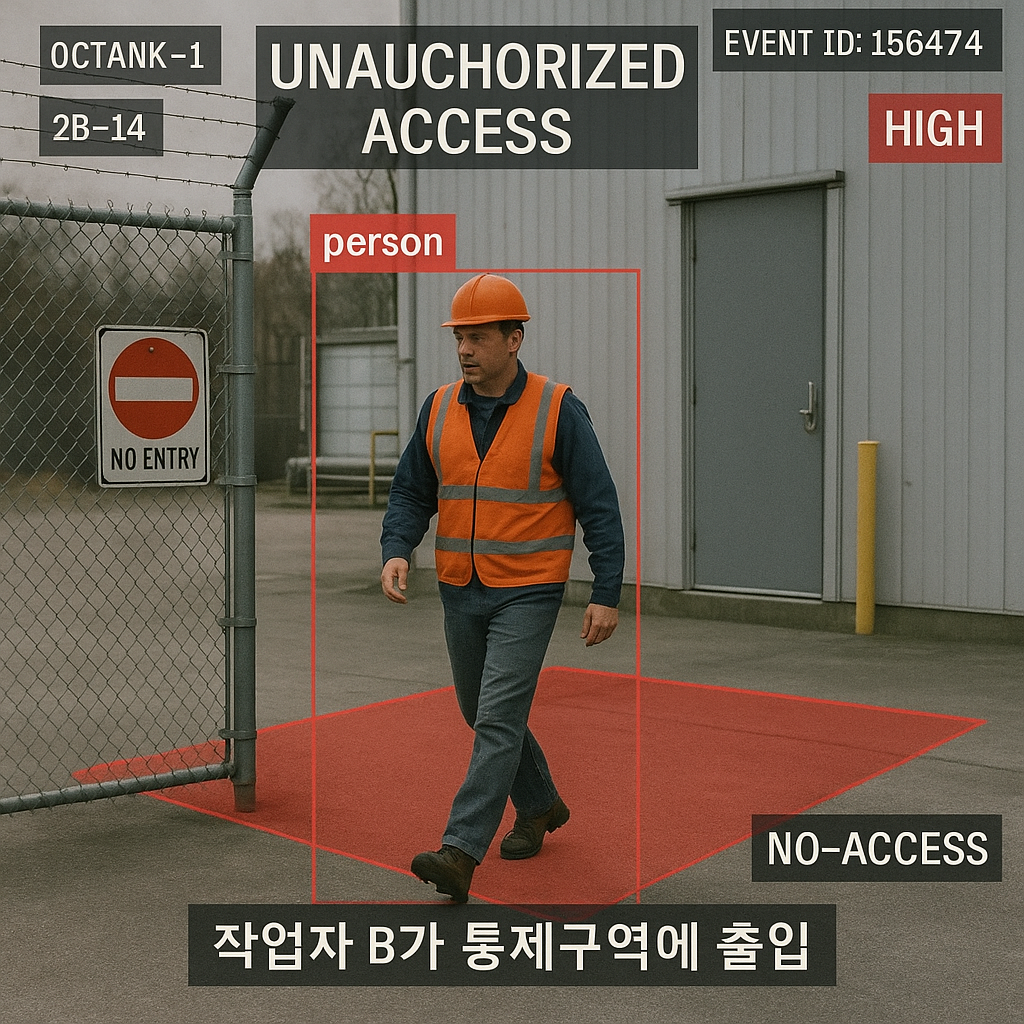 OCTANK-1
UNAUCHORIZED
ACCESS
EVENT ID: 156474
2B-14
HIGH
person
NO ENTRY
NO-ACCESS
작업자 B가 통제구역에 출입